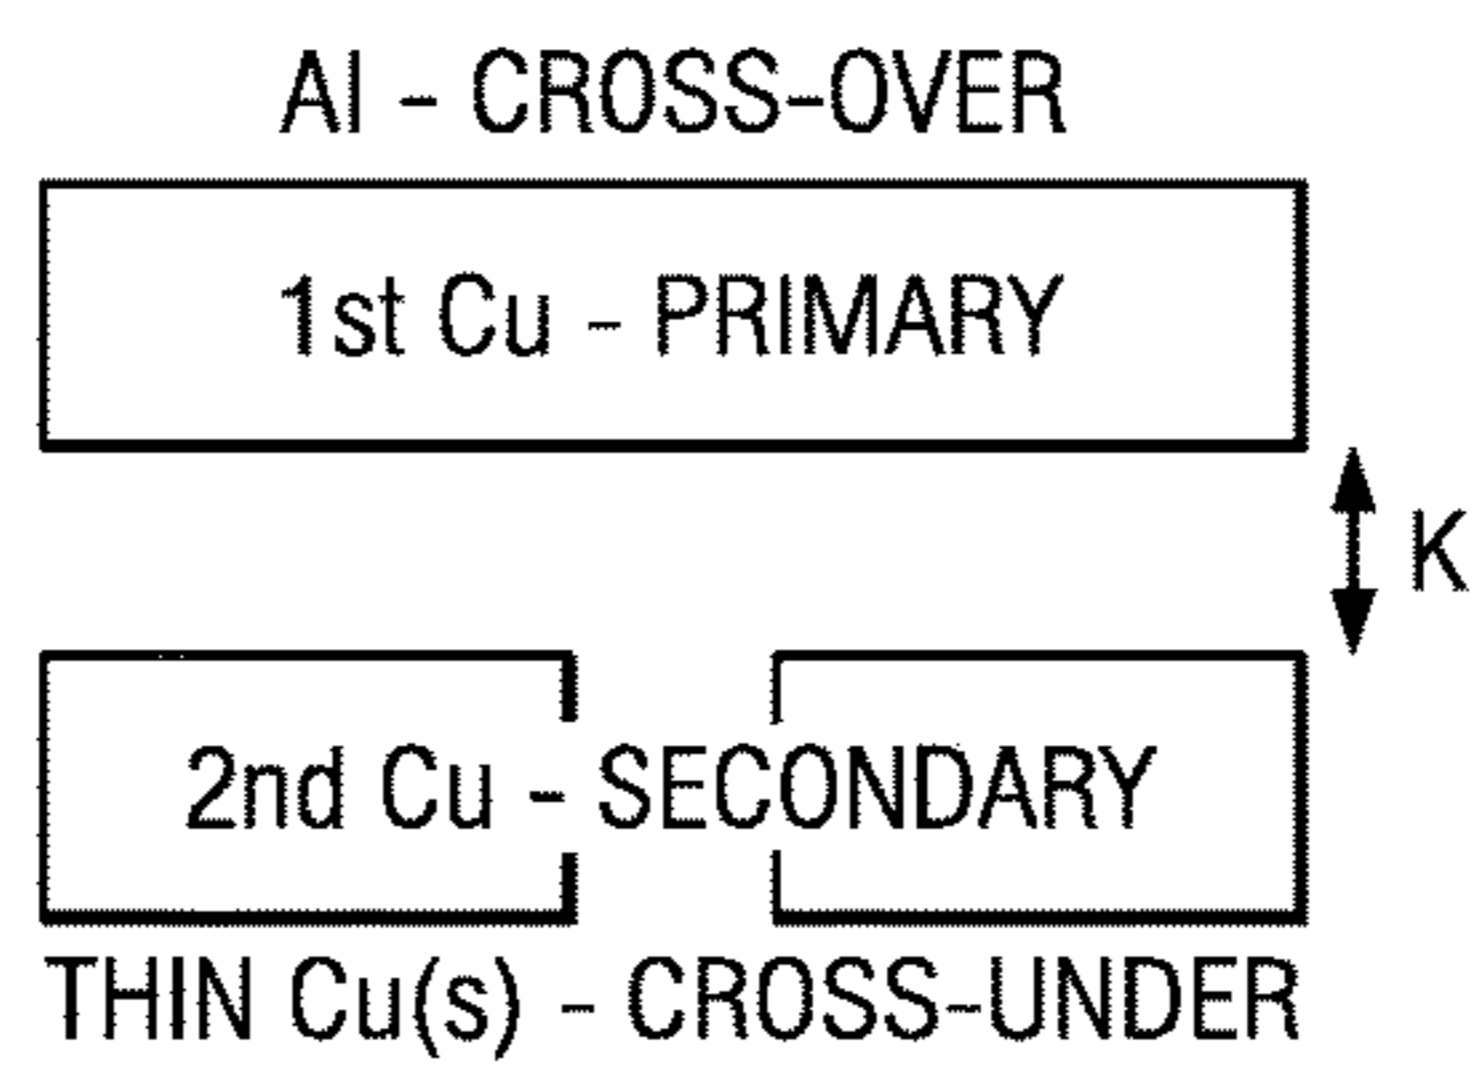 Al - CROSS-OVER
1st Cu - PRIMARY
K
2nd Cu - SECONDARY
THIN Cu(s) - CROSS-UNDER